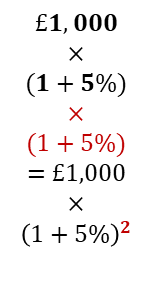 £1,000
×
(1 + 5%)
×
(1 + 5%)
= £1,000
×
(1 + 5%)²